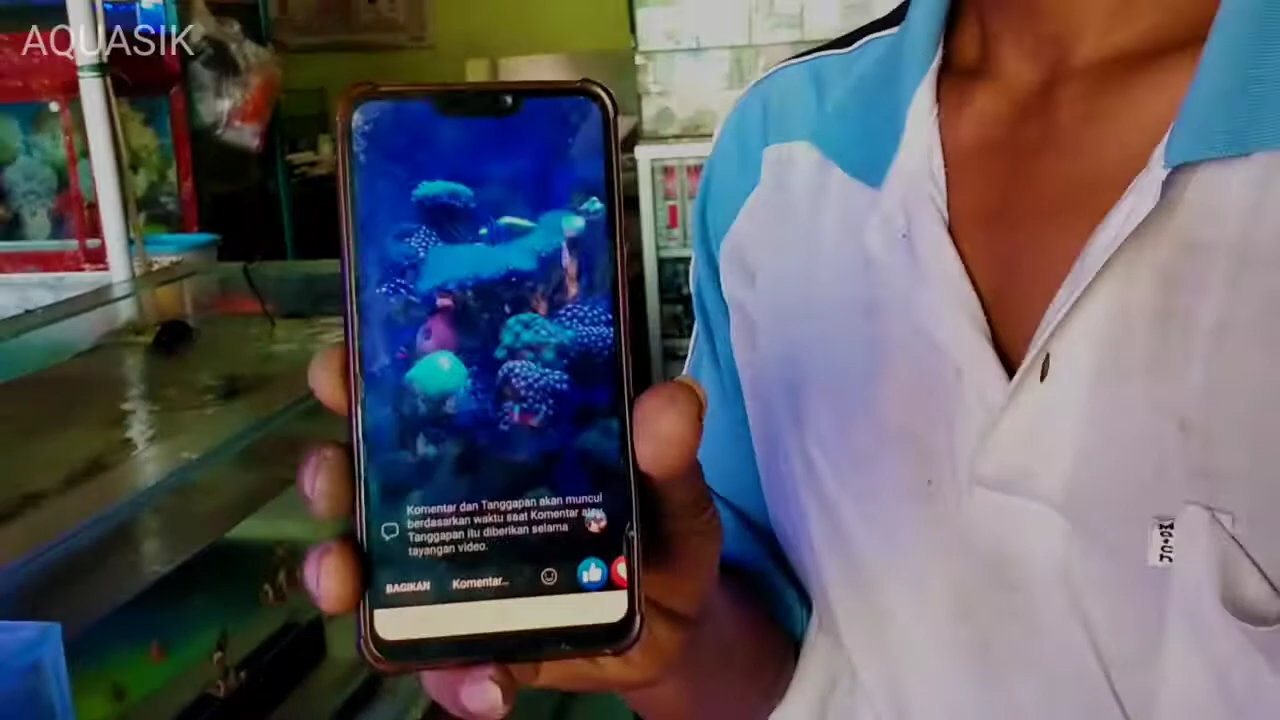 AQUASIK
Komentar dan Tanggapan akan muncul
berdasarkan waktu saat Komentar atau
Tanggapan itu diberikan selama
tayangan video.
BAGIKAN
Komentar...